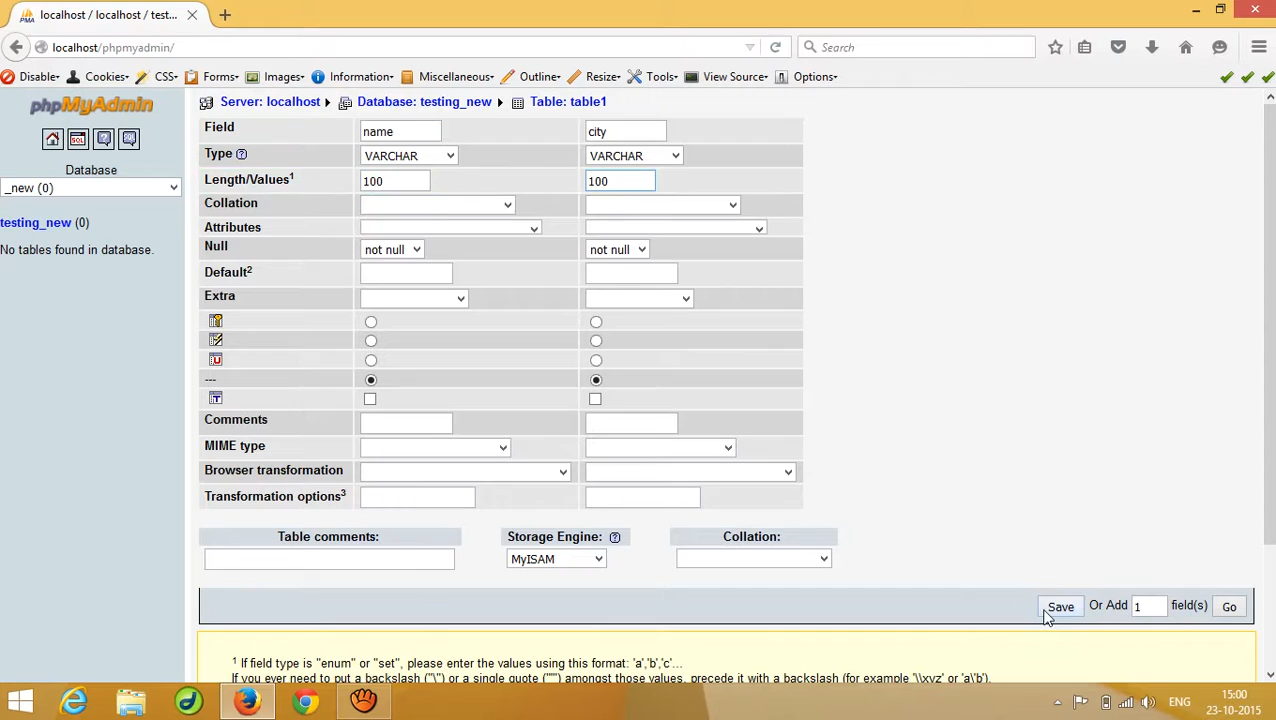 localhost / localhost / test...
localhost/phpmyadmin/
Search
Disable Cookies CSS Forms Images Information Miscellaneous Outline Resize Tools View Source Options
phpMyAdmin
Server: localhost Database: testing_new Table: table1
SQL
Database
_new (0)
testing_new (0)
No tables found in database.
Field name city
Type VARCHAR VARCHAR
Length/Values1 100 100
Collation
Attributes
Null not null not null
Default2
Extra
---
Comments
MIME type
Browser transformation
Transformation options3
Table comments: Storage Engine: Collation:
MyISAM
Save Or Add 1 field(s) Go
1 If field type is "enum" or "set", please enter the values using this format: 'a','b','c'...
If you ever need to put a backslash ("\") or a single quote ("'") amongst those values, precede it with a backslash (for example '\\xyz' or 'a\'b').
ENG
15:00
23-10-2015